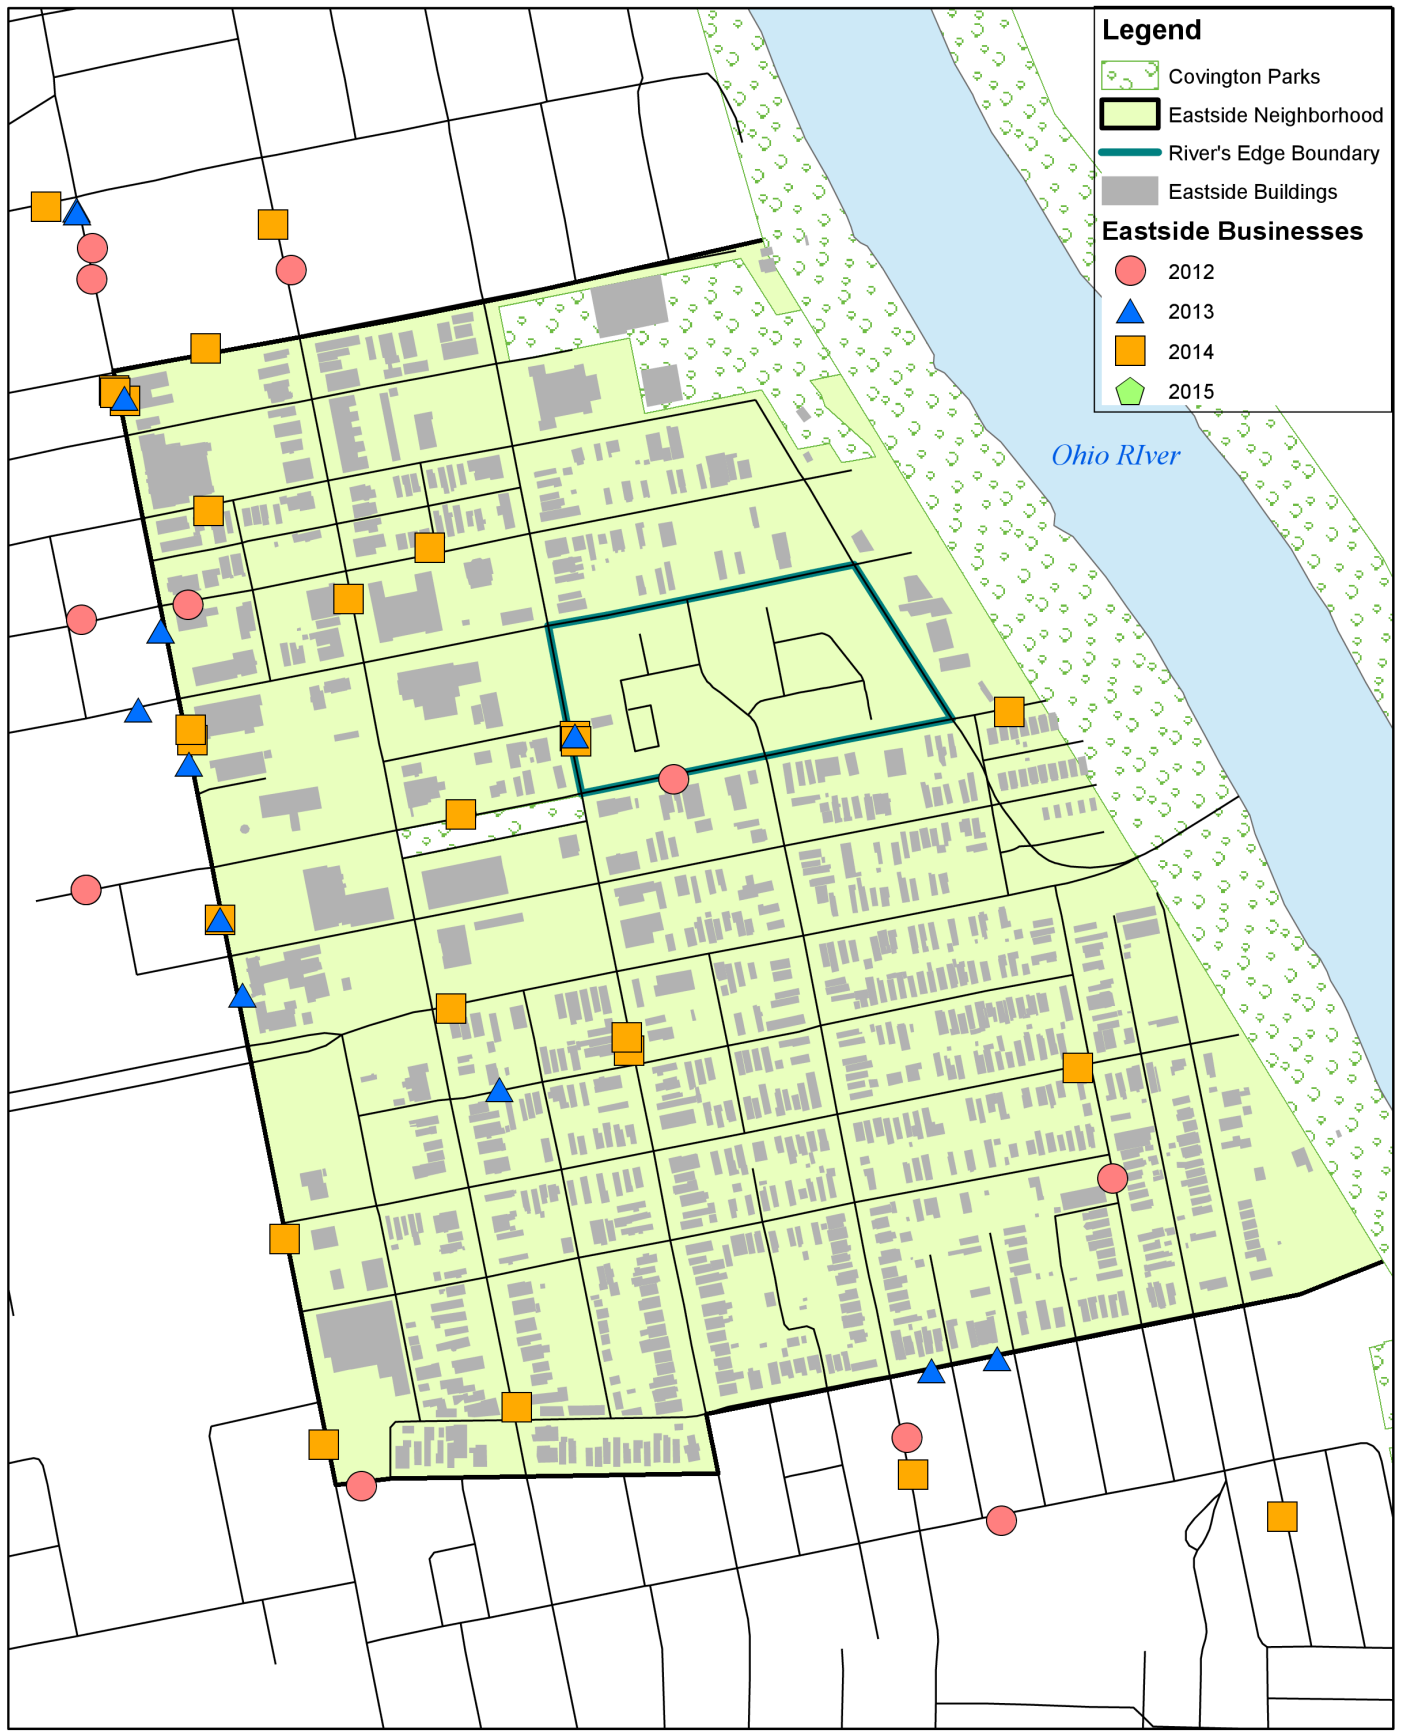 Legend
Covington Parks
Eastside Neighborhood
River's Edge Boundary
Eastside Buildings
Eastside Businesses
2012
2013
2014
2015
Ohio RIver